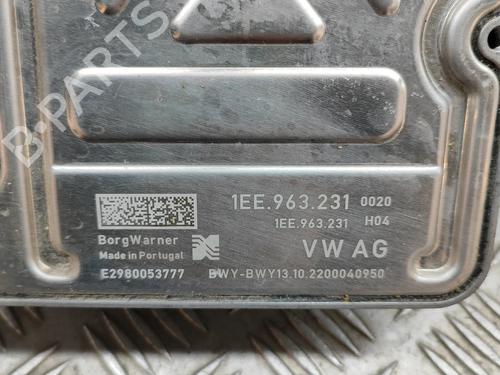 B-PARTS
1EE.963.231 0020
1EE.963.231 H04
BorgWarner
Made in Portugal
VW AG
E2980053777 BWY-BWY13.10.2200040950